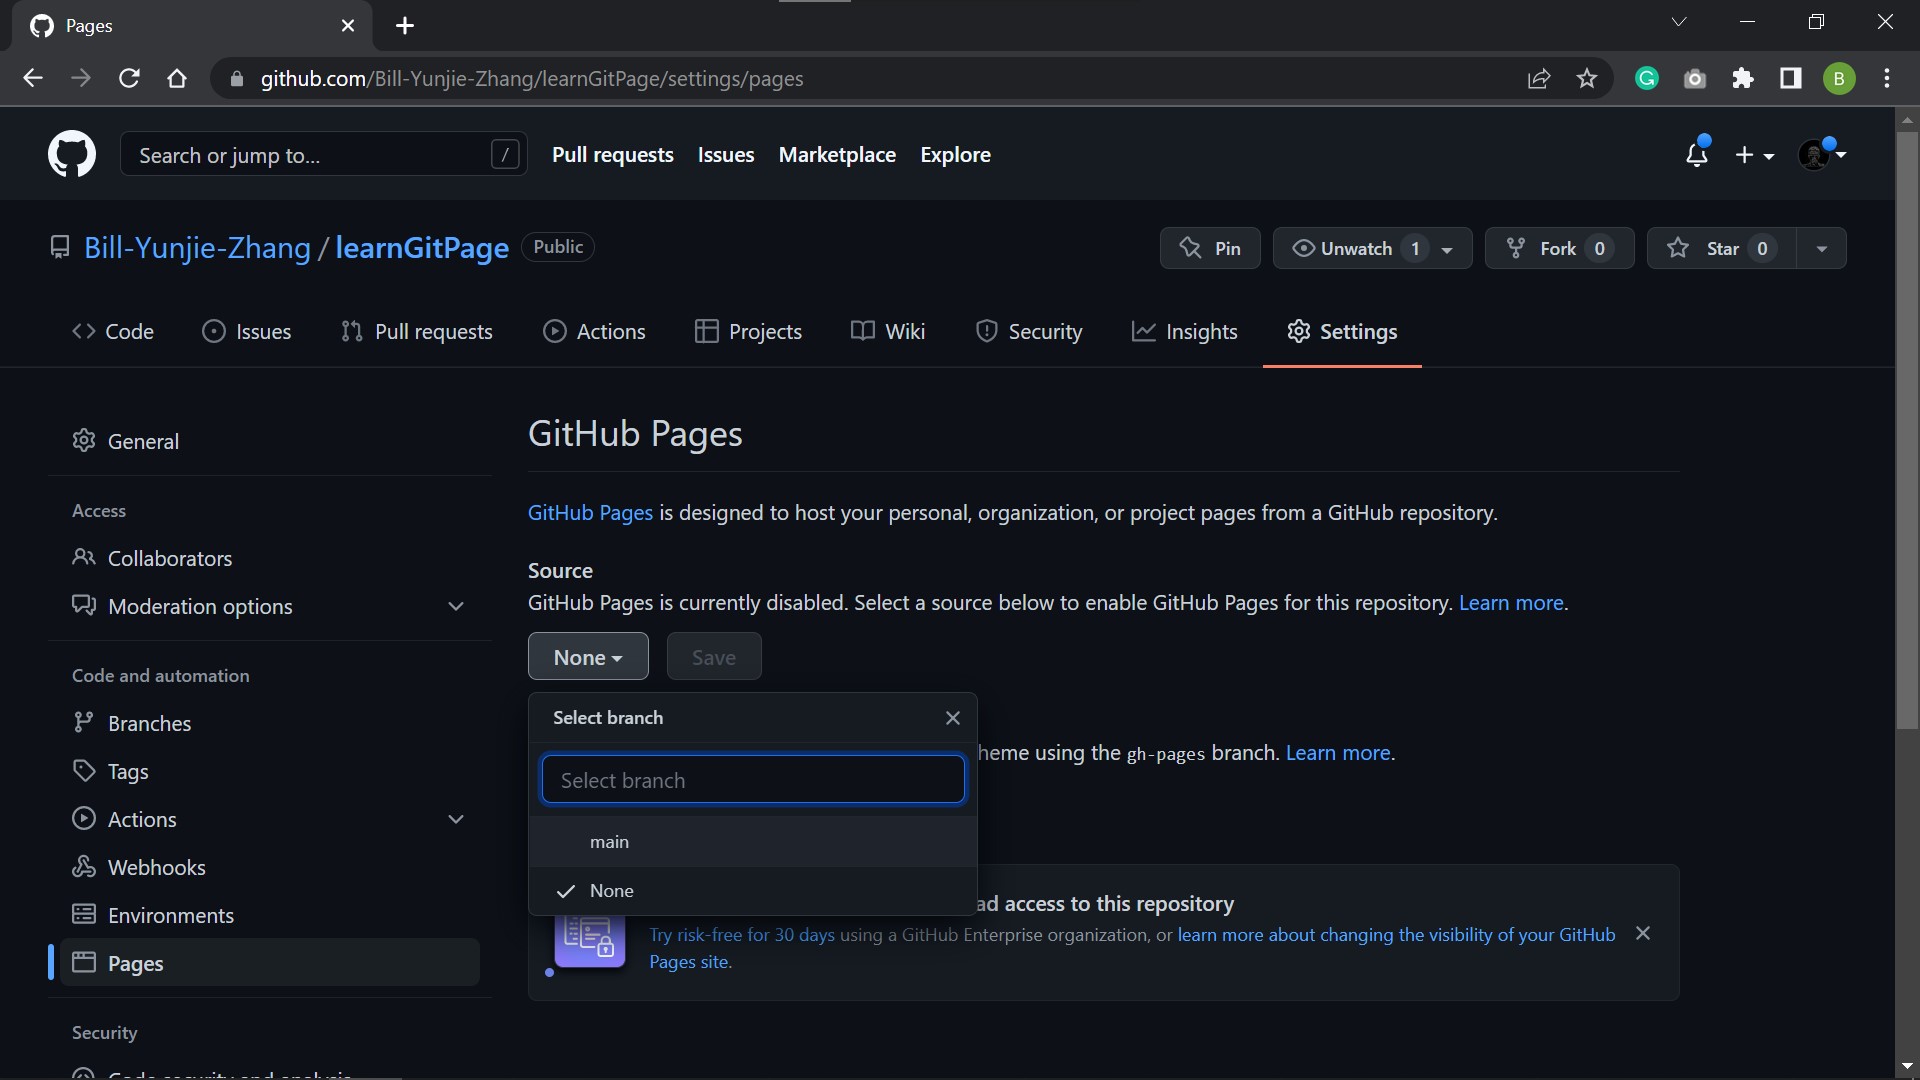 Pages
github.com/Bill-Yunjie-Zhang/learnGitPage/settings/pages
B
Search or jump to... /
Pull requests Issues Marketplace Explore
Bill-Yunjie-Zhang / learnGitPage Public
Pin Unwatch 1 Fork 0 Star 0
Code Issues Pull requests Actions Projects Wiki Security Insights Settings
General
Access
Collaborators
Moderation options
Code and automation
Branches
Tags
Actions
Webhooks
Environments
Pages
Security
Code security and analysis
GitHub Pages
GitHub Pages is designed to host your personal, organization, or project pages from a GitHub repository.
Source
GitHub Pages is currently disabled. Select a source below to enable GitHub Pages for this repository. Learn more.
None Save
Select branch
Select branch
main
None
heme using the gh-pages branch. Learn more.
ad access to this repository
Try risk-free for 30 days using a GitHub Enterprise organization, or learn more about changing the visibility of your GitHub
Pages site.